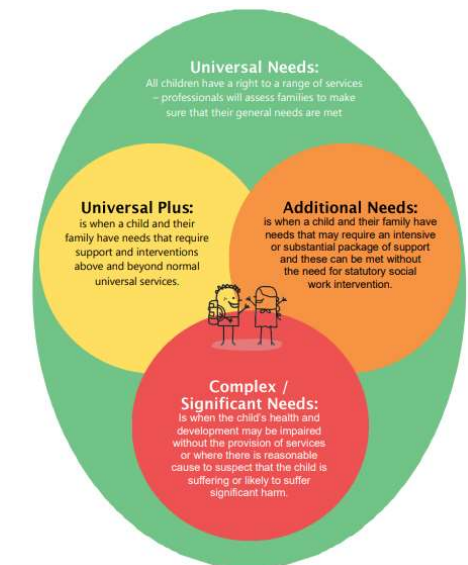 Universal Needs:
All children have a right to a range of services
– professionals will assess families to make
sure that their general needs are met
Universal Plus:
is when a child and their
family have needs that require
support and interventions
above and beyond normal
universal services.
Additional Needs:
is when a child and their family have
needs that may require an intensive
or substantial package of support
and these can be met without
the need for statutory social
work intervention.
Complex /
Significant Needs:
Is when the child's health and
development may be impaired
without the provision of services
or where there is reasonable
cause to suspect that the child is
suffering or likely to suffer
significant harm.